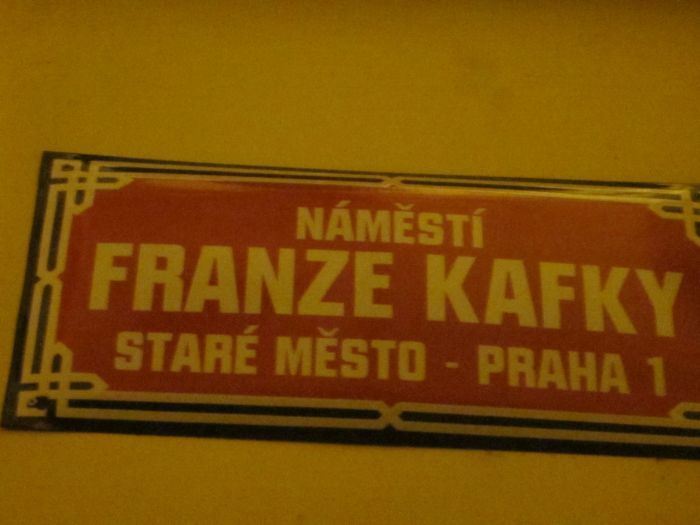 NÁMĚSTÍ
FRANZE KAFKY
STARÉ MĚSTO - PRAHA 1